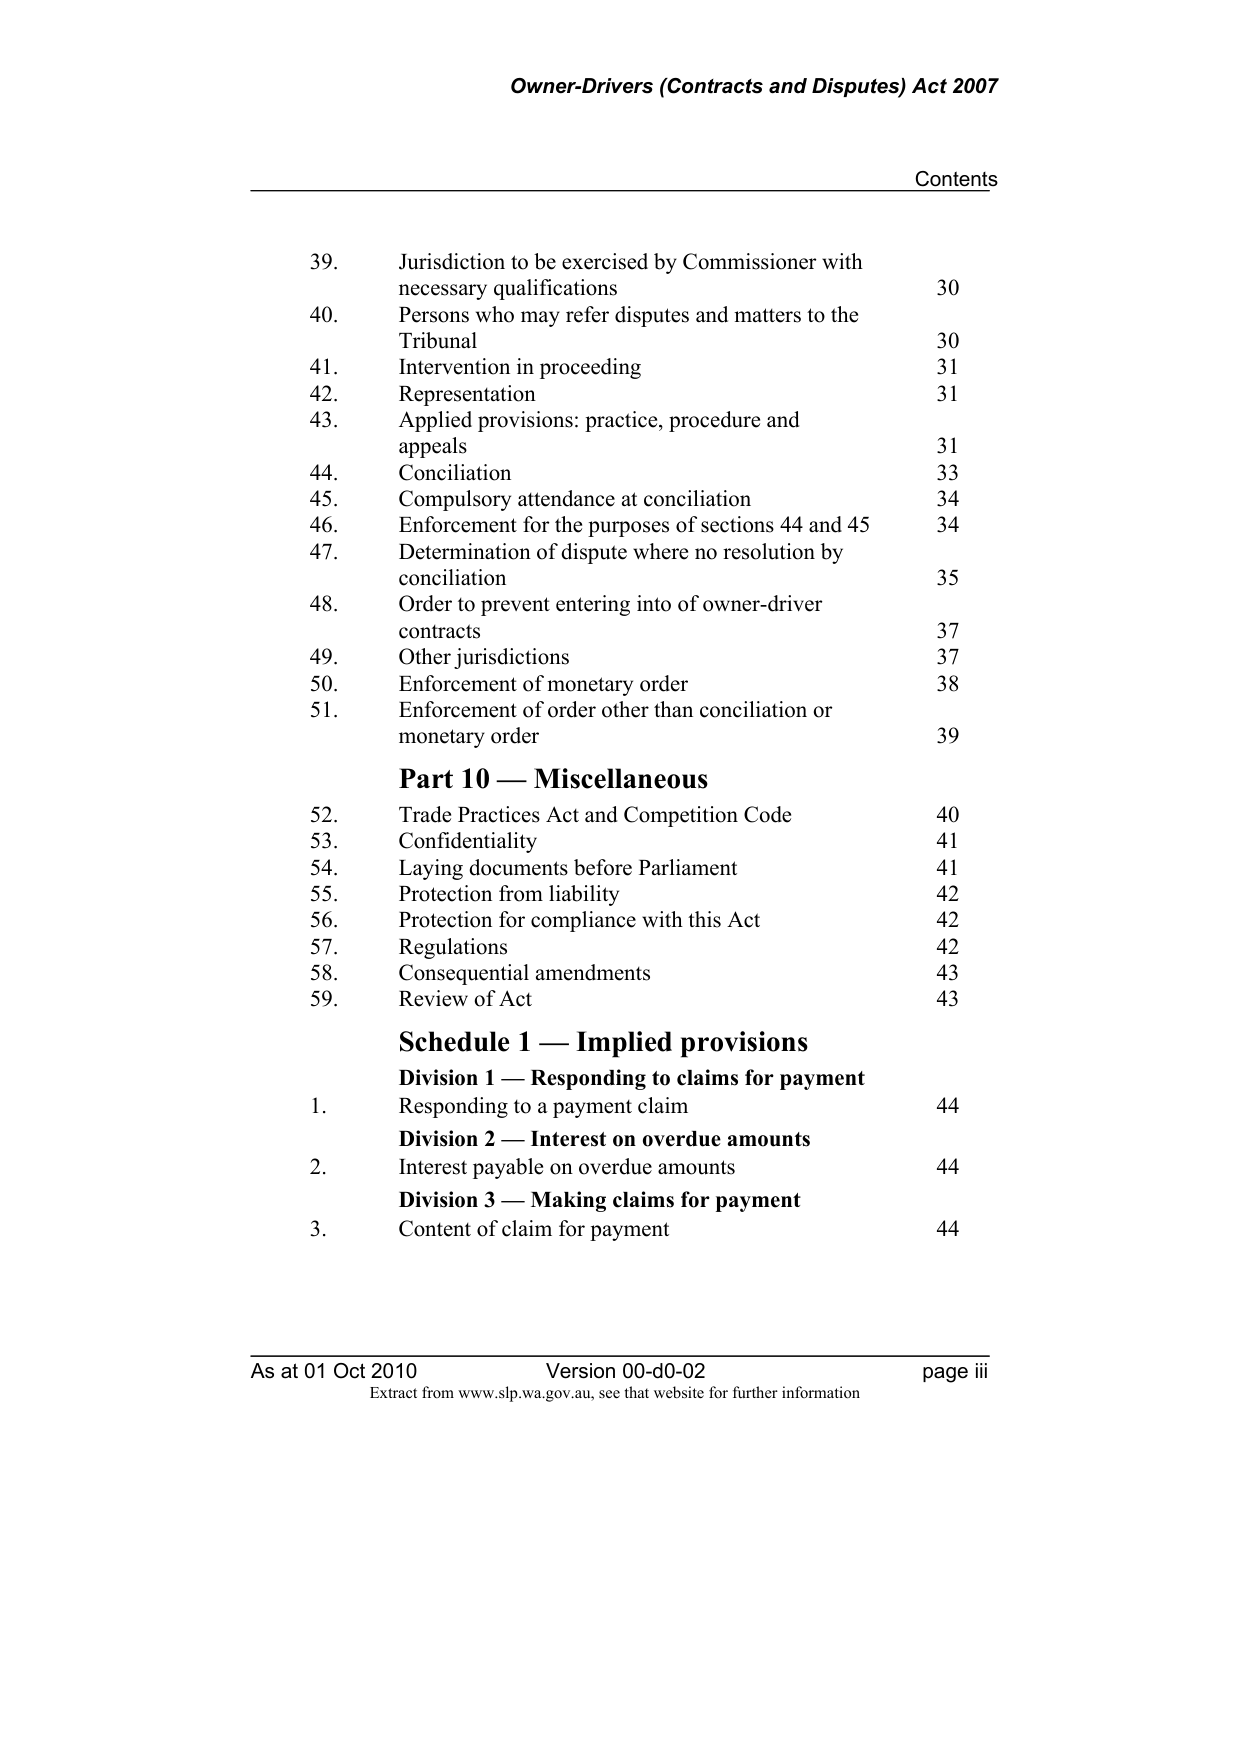 Owner-Drivers (Contracts and Disputes) Act 2007
Contents
39. Jurisdiction to be exercised by Commissioner with
necessary qualifications 30
40. Persons who may refer disputes and matters to the
Tribunal 30
41. Intervention in proceeding 31
42. Representation 31
43. Applied provisions: practice, procedure and
appeals 31
44. Conciliation 33
45. Compulsory attendance at conciliation 34
46. Enforcement for the purposes of sections 44 and 45 34
47. Determination of dispute where no resolution by
conciliation 35
48. Order to prevent entering into of owner-driver
contracts 37
49. Other jurisdictions 37
50. Enforcement of monetary order 38
51. Enforcement of order other than conciliation or
monetary order 39
Part 10 — Miscellaneous
52. Trade Practices Act and Competition Code 40
53. Confidentiality 41
54. Laying documents before Parliament 41
55. Protection from liability 42
56. Protection for compliance with this Act 42
57. Regulations 42
58. Consequential amendments 43
59. Review of Act 43
Schedule 1 — Implied provisions
Division 1 — Responding to claims for payment
1. Responding to a payment claim 44
Division 2 — Interest on overdue amounts
2. Interest payable on overdue amounts 44
Division 3 — Making claims for payment
3. Content of claim for payment 44
As at 01 Oct 2010 Version 00-d0-02 page iii
Extract from www.slp.wa.gov.au, see that website for further information